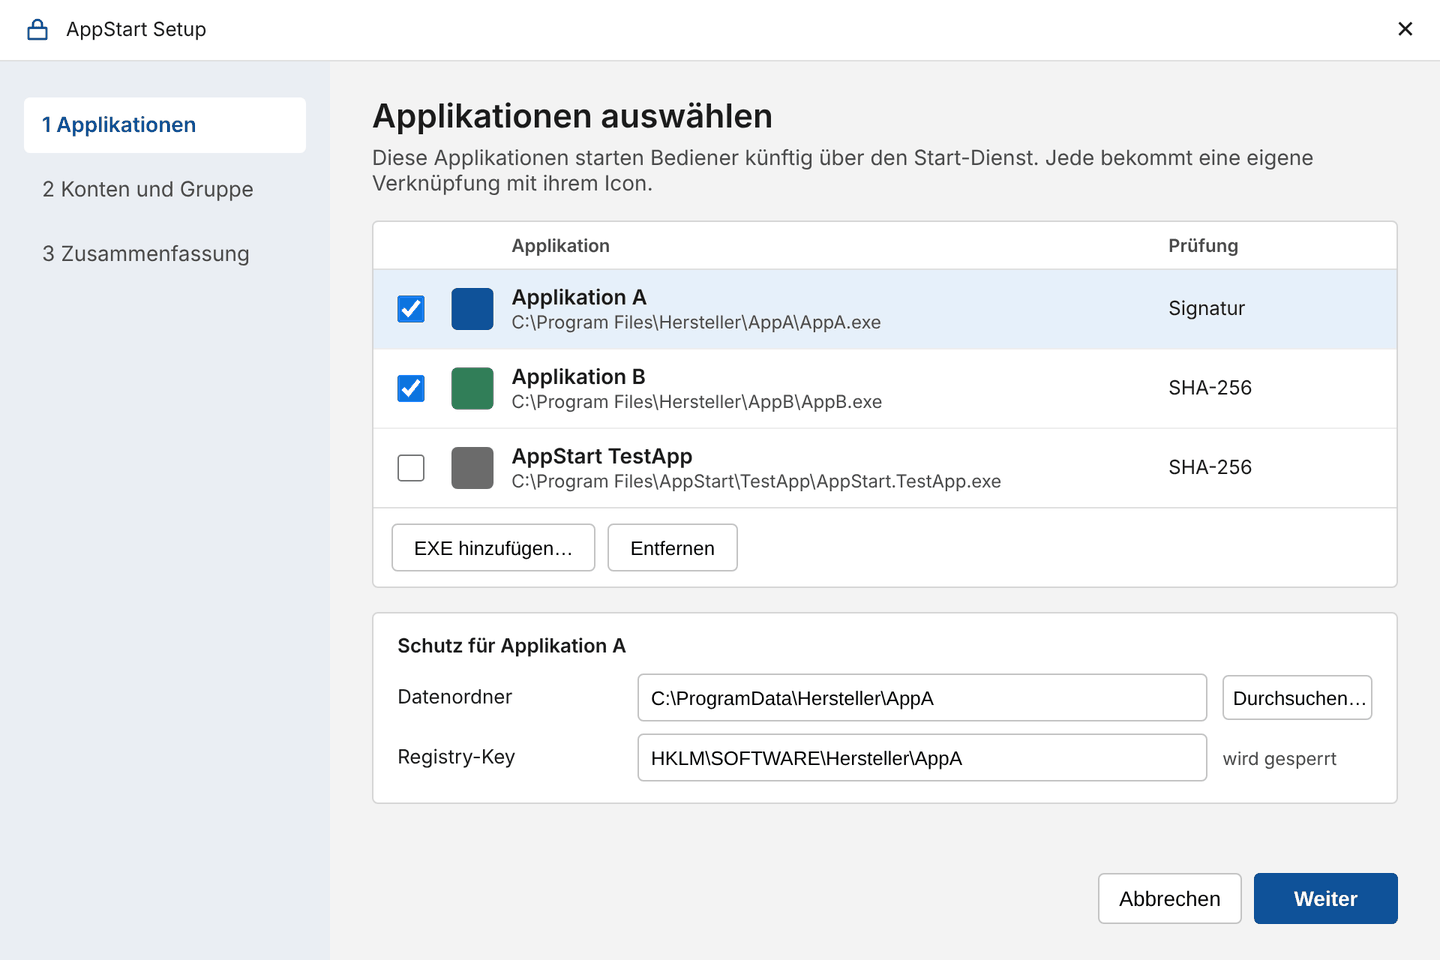 AppStart Setup
1 Applikationen
2 Konten und Gruppe
3 Zusammenfassung
Applikationen auswählen
Diese Applikationen starten Bediener künftig über den Start-Dienst. Jede bekommt eine eigene
Verknüpfung mit ihrem Icon.
Applikation Prüfung
Applikation A
C:\Program Files\Hersteller\AppA\AppA.exe
Signatur
Applikation B
C:\Program Files\Hersteller\AppB\AppB.exe
SHA-256
AppStart TestApp
C:\Program Files\AppStart\TestApp\AppStart.TestApp.exe
SHA-256
EXE hinzufügen… Entfernen
Schutz für Applikation A
Datenordner C:\ProgramData\Hersteller\AppA Durchsuchen…
Registry-Key HKLM\SOFTWARE\Hersteller\AppA wird gesperrt
Abbrechen Weiter